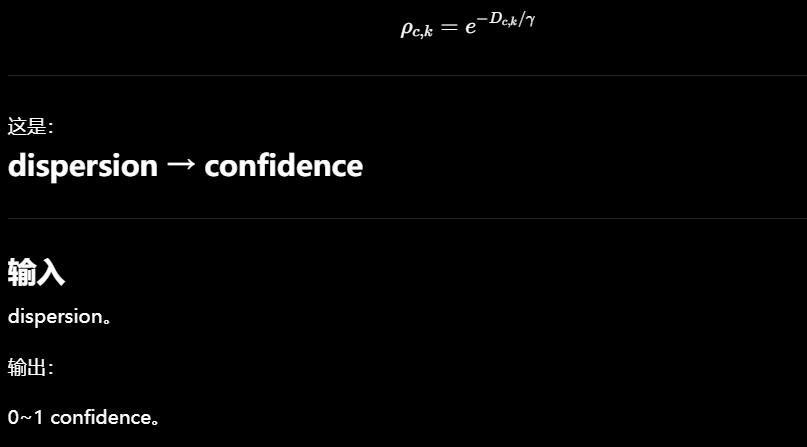 ρ_{c,k} = e^{-D_{c,k}/γ}
这是：
dispersion → confidence
输入
dispersion。
输出：
0~1 confidence。